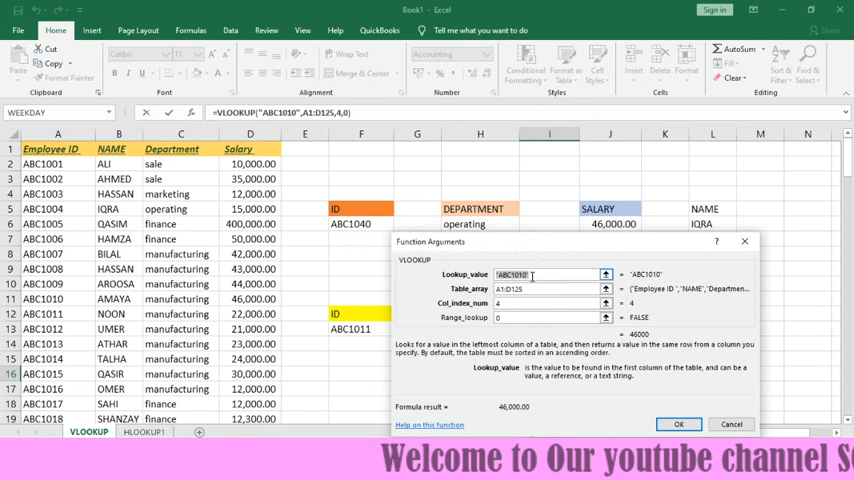 Book1 - Excel
Sign in
File Home Insert Page Layout Formulas Data Review View Help QuickBooks Tell me what you want to do Share
Cut
Copy
Format Painter
Paste
Clipboard
Calibri 11
Font
Wrap Text
Merge & Center
Alignment
Accounting
Number
Conditional Formatting
Format as Table
Cell Styles
Styles
Insert Delete Format
Cells
AutoSum
Fill
Clear
Sort & Filter
Find & Select
Editing
WEEKDAY =VLOOKUP("ABC1010",A1:D125,4,0)
A B C D E F G H I J K L M N
1 Employee ID NAME Department Salary
2 ABC1001 ALI sale 10,000.00
3 ABC1002 AHMED sale 35,000.00
4 ABC1003 HASSAN marketing 12,000.00
5 ABC1004 IQRA operating 15,000.00 ID DEPARTMENT SALARY NAME
6 ABC1005 QASIM finance 400,000.00 ABC1040 operating 46,000.00 IQRA
7 ABC1006 HAMZA finance 50,000.00
8 ABC1007 BILAL manufacturing 42,000.00
9 ABC1008 HASSAN manufacturing 43,000.00
10 ABC1009 AROOSA manufacturing 44,000.00
11 ABC1010 AMAYA manufacturing 46,000.00
12 ABC1011 NOON manufacturing 22,000.00 ID
13 ABC1012 UMER manufacturing 21,000.00 ABC1011
14 ABC1013 ATHAR manufacturing 23,000.00
15 ABC1014 TALHA manufacturing 24,000.00
16 ABC1015 QASIR manufacturing 30,000.00
17 ABC1016 OMER manufacturing 12,000.00
18 ABC1017 SAHI finance 12,000.00
19 ABC1018 SHANZAY finance 12,300.00
Function Arguments
VLOOKUP
Lookup_value "ABC1010" = "ABC1010"
Table_array A1:D125 = {"Employee ID ","NAME","Departmen...
Col_index_num 4 = 4
Range_lookup 0 = FALSE
= 46000
Looks for a value in the leftmost column of a table, and then returns a value in the same row from a column you
specify. By default, the table must be sorted in an ascending order.
Lookup_value is the value to be found in the first column of the table, and can be a
value, a reference, or a text string.
Formula result = 46,000.00
Help on this function
OK Cancel
VLOOKUP HLOOKUP1
Welcome to Our youtube channel S